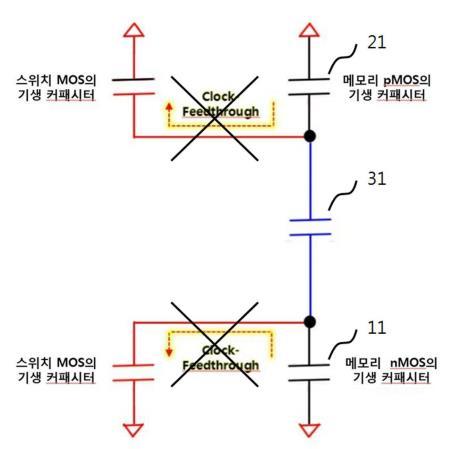 21
스위치 MOS의
기생 커패시터
Clock
Feedthrough
메모리 pMOS의
기생 커패시터
31
11
스위치 MOS의
기생 커패시터
Clock-
Feedthrough
메모리 nMOS의
기생 커패시터